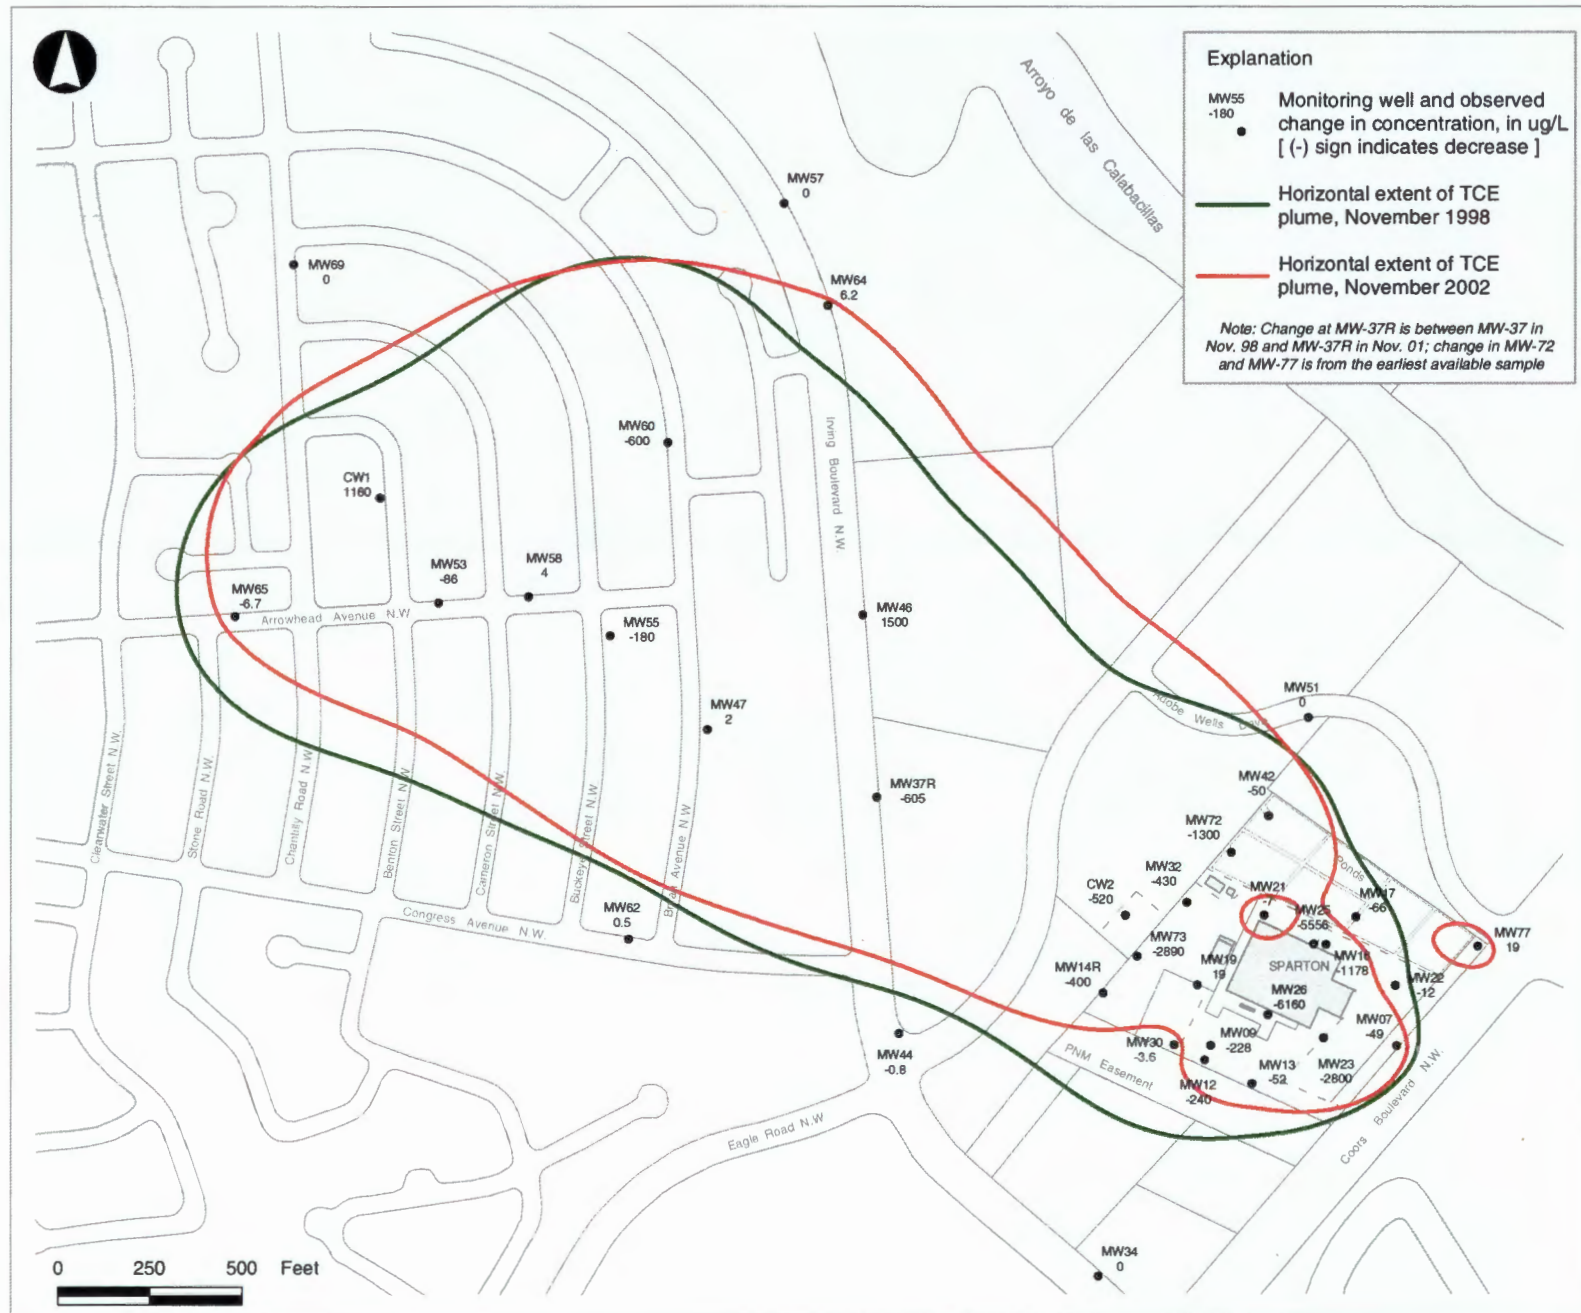 Explanation
MW55
-180
Monitoring well and observed
change in concentration, in ug/L
[ (-) sign indicates decrease ]
Horizontal extent of TCE
plume, November 1998
Horizontal extent of TCE
plume, November 2002
Note: Change at MW-37R is between MW-37 in
Nov. 98 and MW-37R in Nov. 01; change in MW-72
and MW-77 is from the earliest available sample
Arroyo de las Calabacillas
MW57
0
MW69
0
MW64
6.2
MW60
-600
Irving Boulevard N.W.
CW1
1160
MW53
-86
MW58
4
MW65
-6.7
Arrowhead Avenue N.W
MW55
-180
MW46
1500
MW51
0
Adobe Wells
MW47
2
MW37R
-605
MW42
-50
MW72
-1300
Ponds
Clearwater Street N.W.
Stone Road N.W.
Chantilly Road N.W.
Benton Street N.W.
Cameron Street N.W.
Buckeye Street N.W.
Avenue N.W
MW32
-430
CW2
-520
MW21
MW25
-5556
MW17
-66
MW62
0.5
Congress Avenue N.W.
MW73
-2890
MW19
19
SPARTON
MW16
-1178
MW77
19
MW14R
-400
MW26
-6160
MW22
-12
MW07
-49
MW44
-0.8
MW30
-3.6
MW09
-228
PNM Easement
MW12
-240
MW13
-52
MW23
-2800
Coors Boulevard N.W.
Eagle Road N.W
MW34
0
0 250 500 Feet